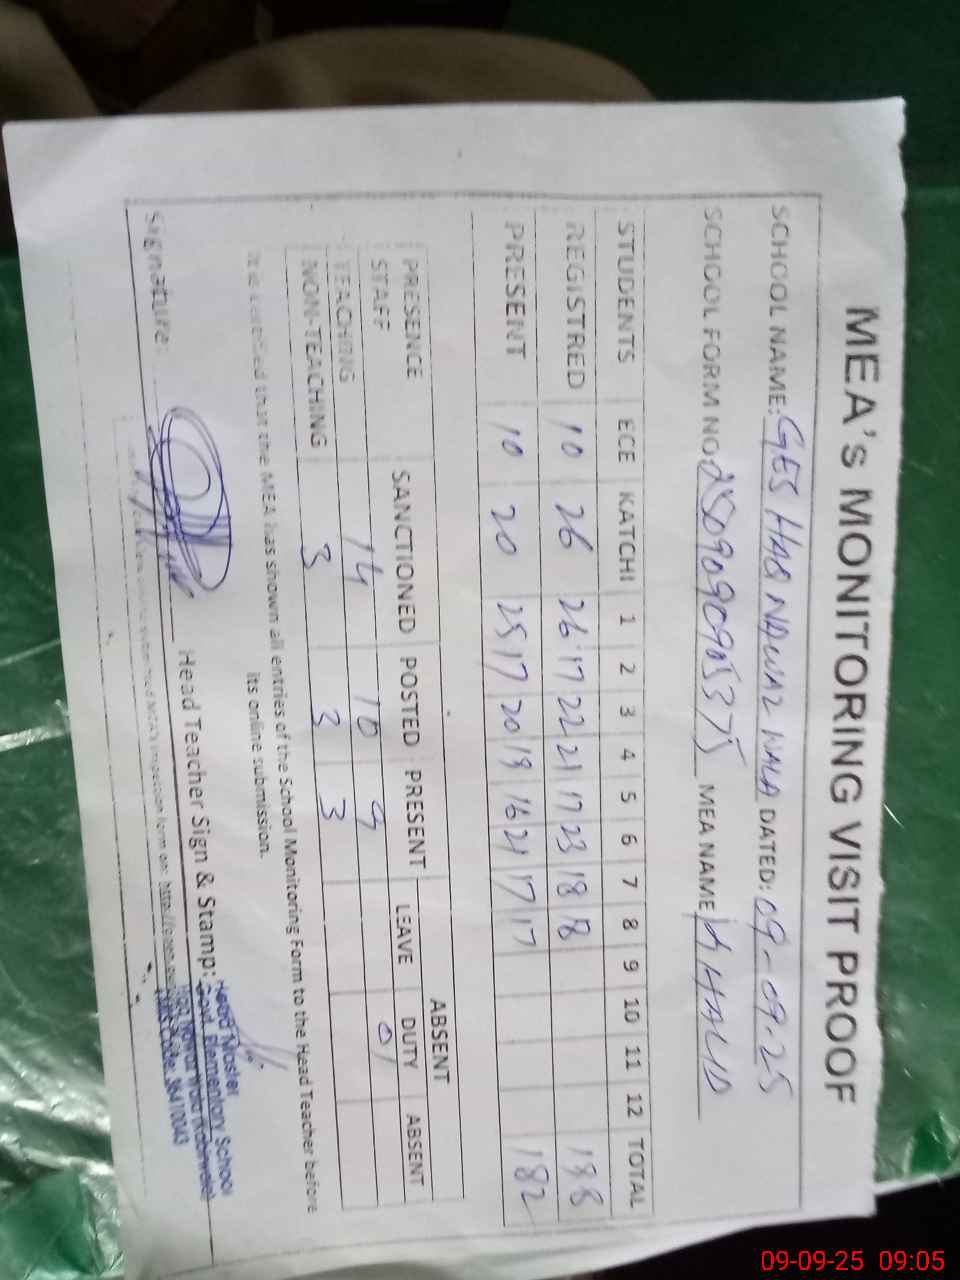 MEA's MONITORING VISIT PROOF
SCHOOL NAME: GES HAQ NAWAZ WALA DATED: 09-09-25
SCHOOL FORM NO: MEA NAME KHALID
STUDENTS ECE KATCHI 1 2 3 4 5 6 7 8 9 10 11 12 TOTAL
REGISTRED 10 26 26 17 22 21 17 23 18 18 198
PRESENT 10 20 25 17 20 19 16 21 17 17 182
PRESENCE SANCTIONED POSTED PRESENT ABSENT
STAFF LEAVE DUTY ABSENT
TEACHING 14 10 9 01
NON-TEACHING 3 3 3
It is certified that the MEA has shown all entries of the School Monitoring Form to the Head Teacher before
its online submission.
Signature: Head Teacher Sign & Stamp:
Head Master
Govt. Elementary School
Haq Nawaz Wala
09-09-25 09:05